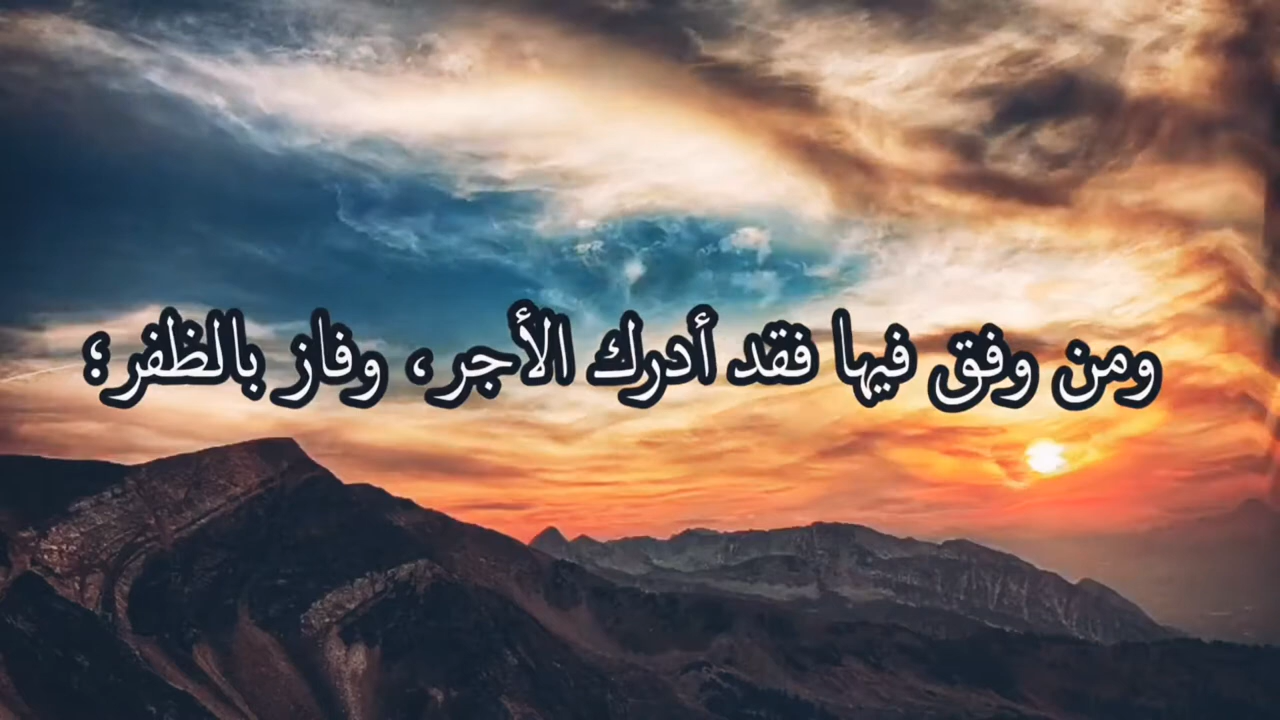 ومن وفق فيها فقد أدرك الأجر، وفاز بالظفر؛